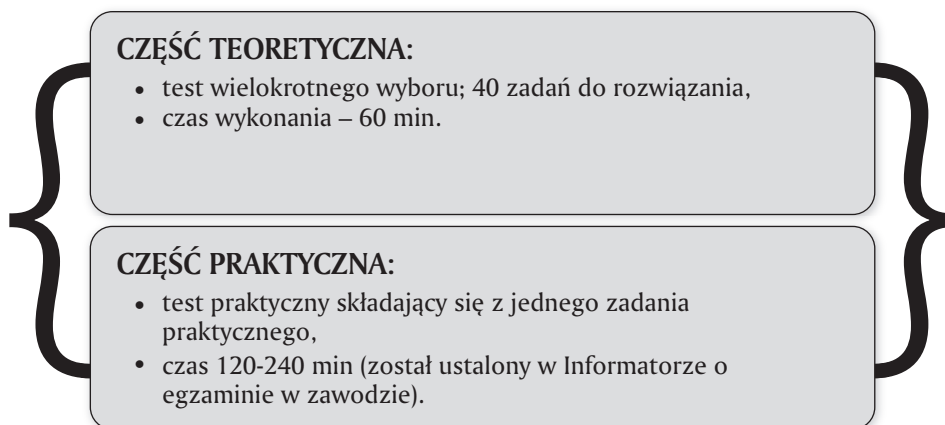 CZĘŚĆ TEORETYCZNA:
• test wielokrotnego wyboru; 40 zadań do rozwiązania,
• czas wykonania – 60 min.
CZĘŚĆ PRAKTYCZNA:
• test praktyczny składający się z jednego zadania
praktycznego,
• czas 120-240 min (został ustalony w Informatorze o
egzaminie w zawodzie).